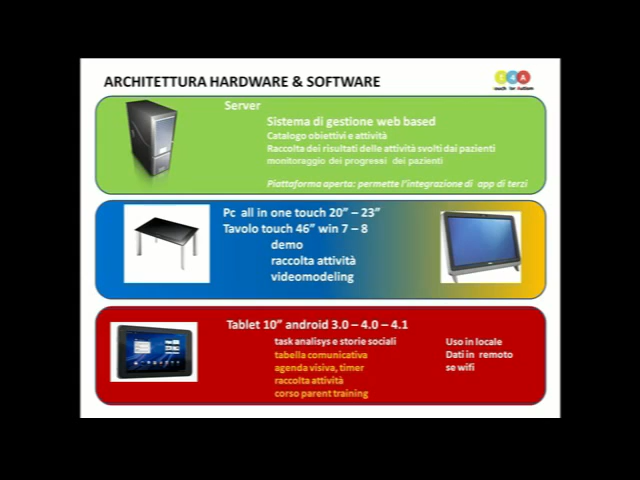 ARCHITETTURA HARDWARE & SOFTWARE
E4A
touch for autism
Server
Sistema di gestione web based
Catalogo obiettivi e attività
Raccolta dei risultati delle attività svolti dai pazienti
monitoraggio dei progressi dei pazienti
Piattaforma aperta: permette l'integrazione di app di terzi
Pc all in one touch 20" – 23"
Tavolo touch 46" win 7 – 8
demo
raccolta attività
videomodeling
Tablet 10" android 3.0 – 4.0 – 4.1
task analisys e storie sociali
tabella comunicativa
agenda visiva, timer
raccolta attività
corso parent training
Uso in locale
Dati in remoto
se wifi